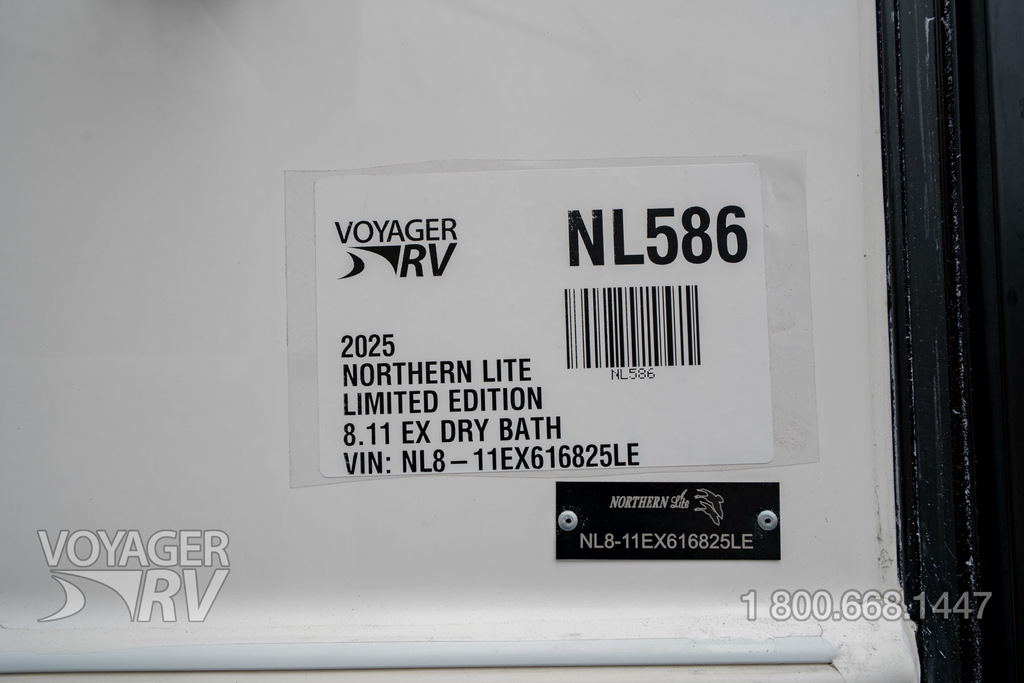 VOYAGER
RV
NL586
NL586
2025
NORTHERN LITE
LIMITED EDITION
8.11 EX DRY BATH
VIN: NL8-11EX616825LE
NORTHERN Lite
NL8-11EX616825LE
VOYAGER
RV
1 800.668.1447